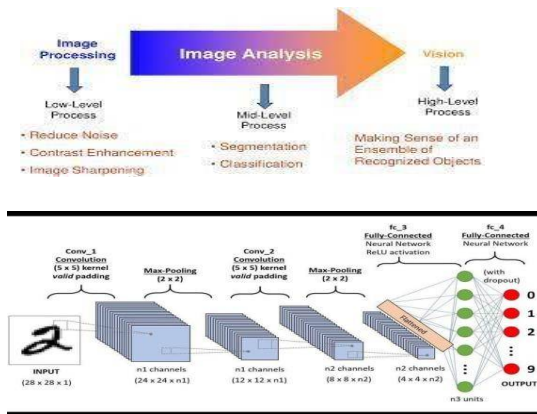 Image
Processing
Image Analysis
Vision
Low-Level
Process
• Reduce Noise
• Contrast Enhancement
• Image Sharpening
Mid-Level
Process
• Segmentation
• Classification
High-Level
Process
Making Sense of an
Ensemble of
Recognized Objects
Conv_1
Convolution
(5 x 5) kernel
valid padding
Max-Pooling
(2 x 2)
Conv_2
Convolution
(5 x 5) kernel
valid padding
Max-Pooling
(2 x 2)
fc_3
Fully-Connected
Neural Network
ReLU activation
fc_4
Fully-Connected
Neural Network
(with
dropout)
Flattened
2
0
1
2
9
INPUT
(28 x 28 x 1)
n1 channels
(24 x 24 x n1)
n1 channels
(12 x 12 x n1)
n2 channels
(8 x 8 x n2)
n2 channels
(4 x 4 x n2)
n3 units
OUTPUT